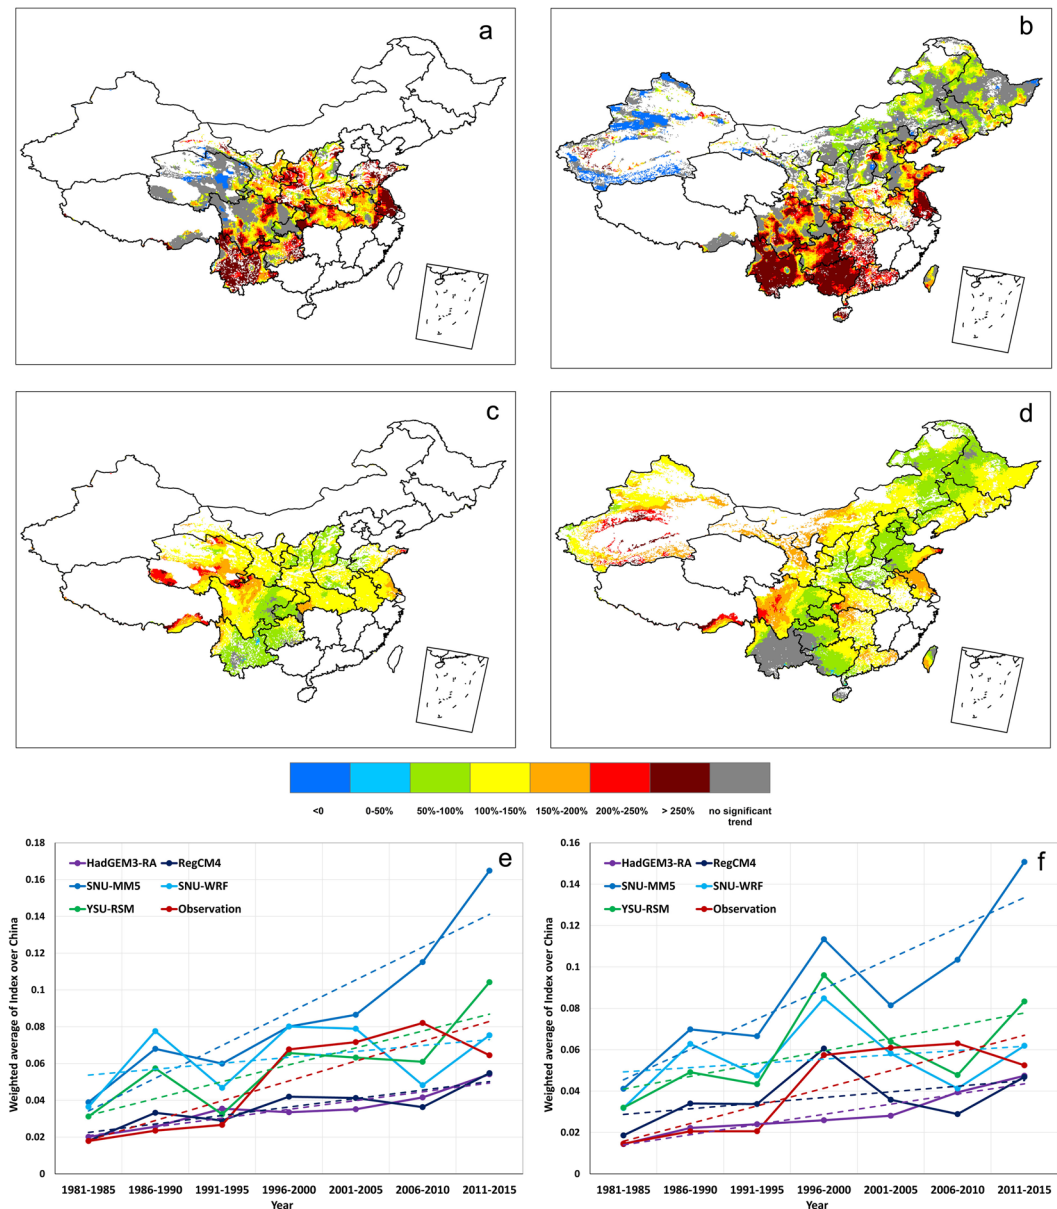 a
b
c
d
<0
0-50%
50%-100%
100%-150%
150%-200%
200%-250%
> 250%
no significant
trend
e
HadGEM3-RA
RegCM4
SNU-MM5
SNU-WRF
YSU-RSM
Observation
Weighted average of Index over China
0.18
0.16
0.14
0.12
0.1
0.08
0.06
0.04
0.02
0
1981-1985
1986-1990
1991-1995
1996-2000
2001-2005
2006-2010
2011-2015
Year
f
HadGEM3-RA
RegCM4
SNU-MM5
SNU-WRF
YSU-RSM
Observation
Weighted average of Index over China
0.16
0.14
0.12
0.1
0.08
0.06
0.04
0.02
0
1981-1985
1986-1990
1991-1995
1996-2000
2001-2005
2006-2010
2011-2015
Year